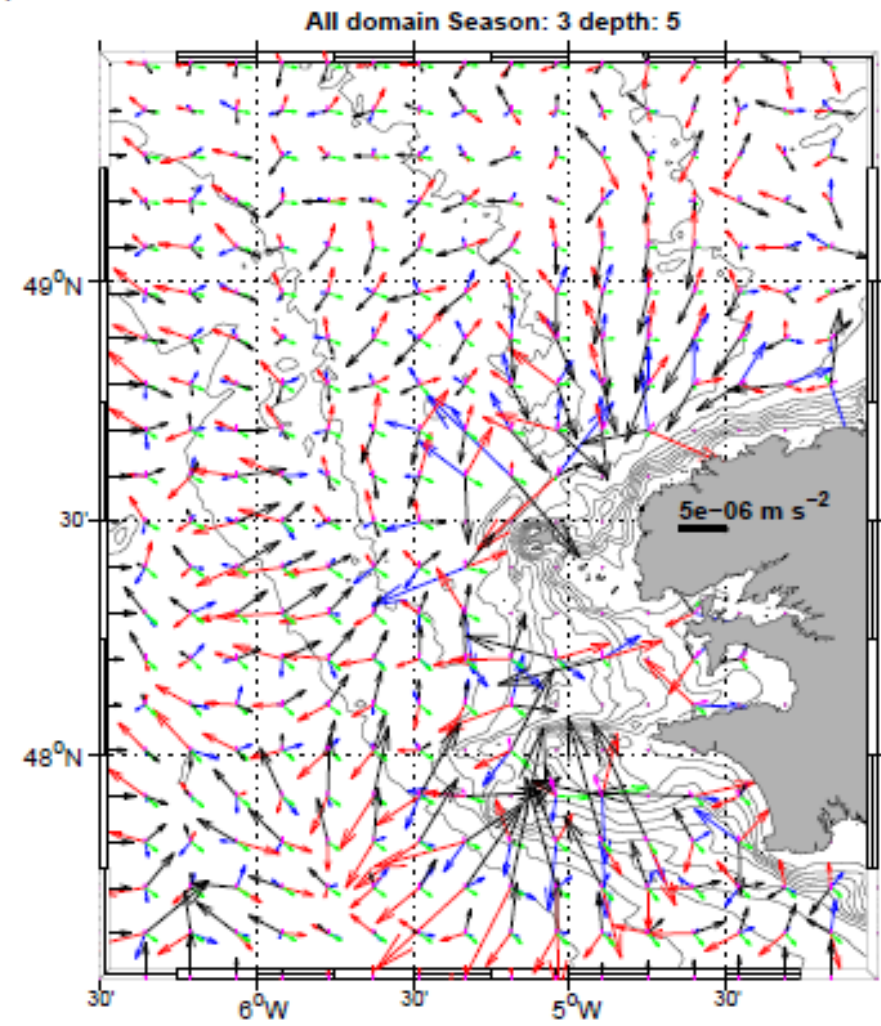 All domain Season: 3 depth: 5
49°N
30'
5e−06 m s⁻²
48°N
30' 6°W 30' 5°W 30'